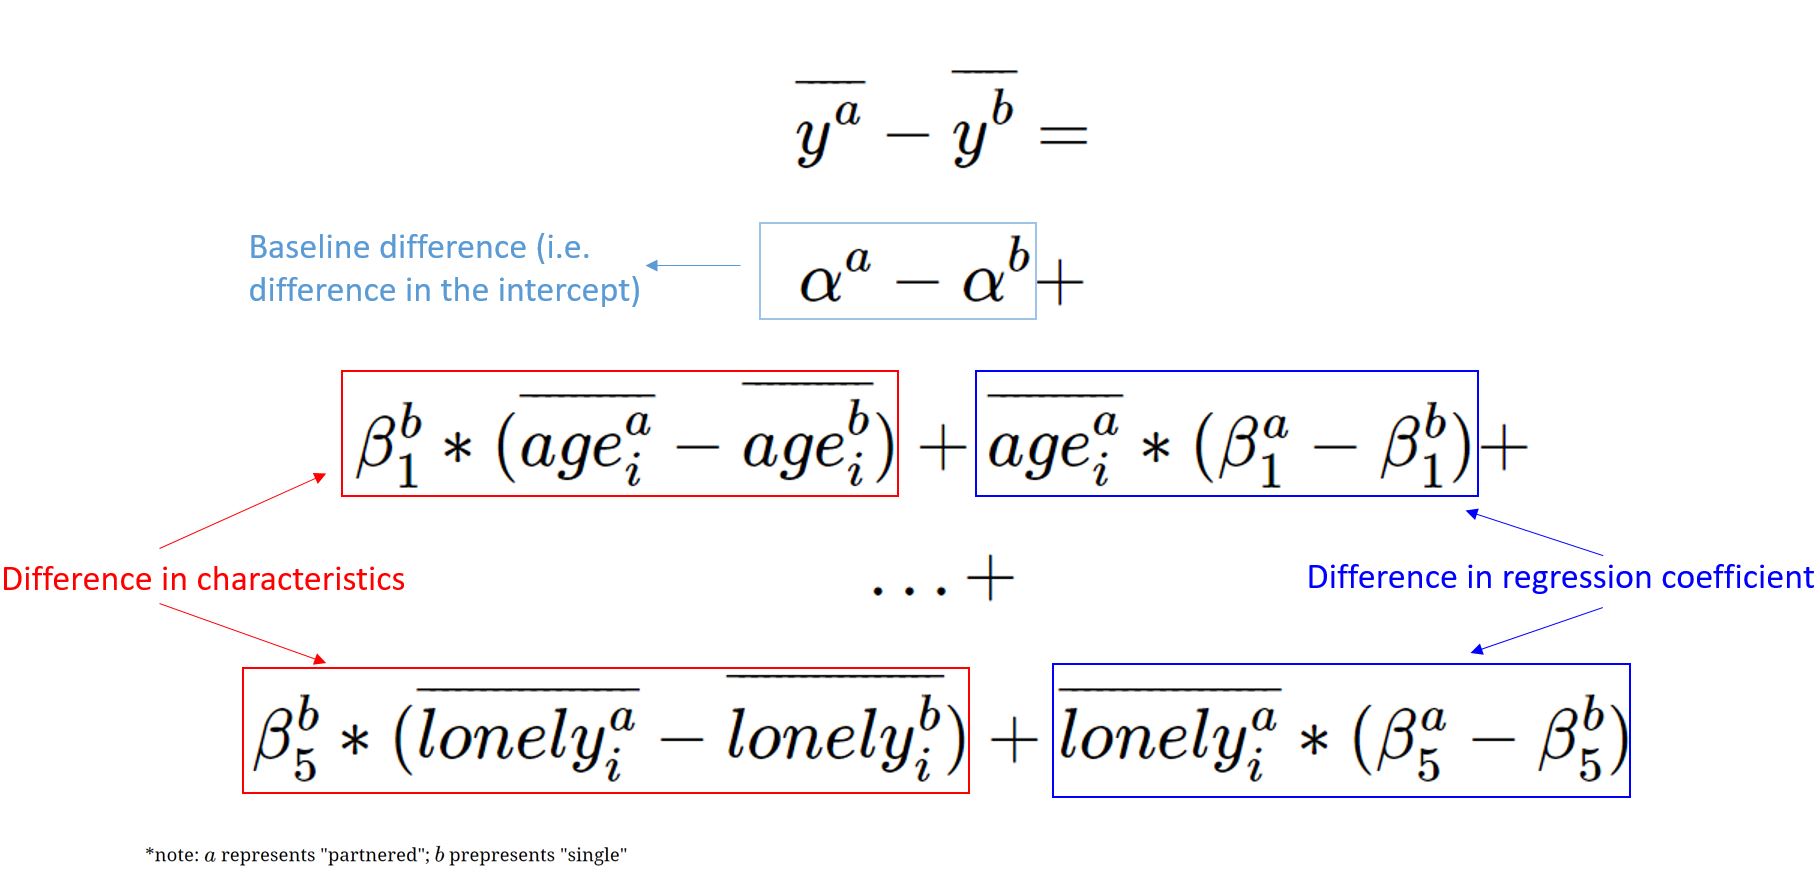 $\overline{y^a} - \overline{y^b} =$
Baseline difference (i.e.
difference in the intercept)
$\alpha^a - \alpha^b +$
$\beta_1^b * (\overline{age_i^a} - \overline{age_i^b}) + \overline{age_i^a} * (\beta_1^a - \beta_1^b) +$
Difference in characteristics
$\ldots +$
Difference in regression coefficient
$\beta_5^b * (\overline{lonely_i^a} - \overline{lonely_i^b}) + \overline{lonely_i^a} * (\beta_5^a - \beta_5^b)$
*note: a represents "partnered"; b prepresents "single"